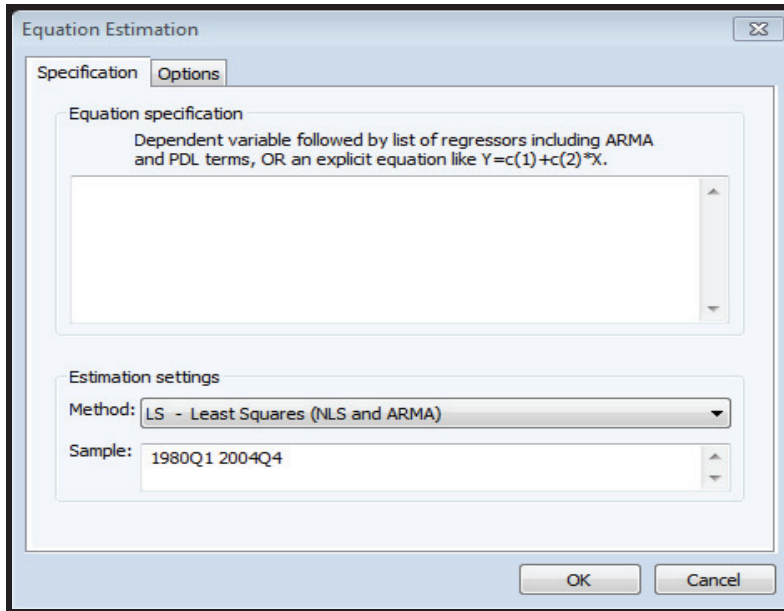 Equation Estimation
Specification
Options
Equation specification
Dependent variable followed by list of regressors including ARMA
and PDL terms, OR an explicit equation like Y=c(1)+c(2)*X.
Estimation settings
Method: LS - Least Squares (NLS and ARMA)
Sample: 1980Q1 2004Q4
OK Cancel